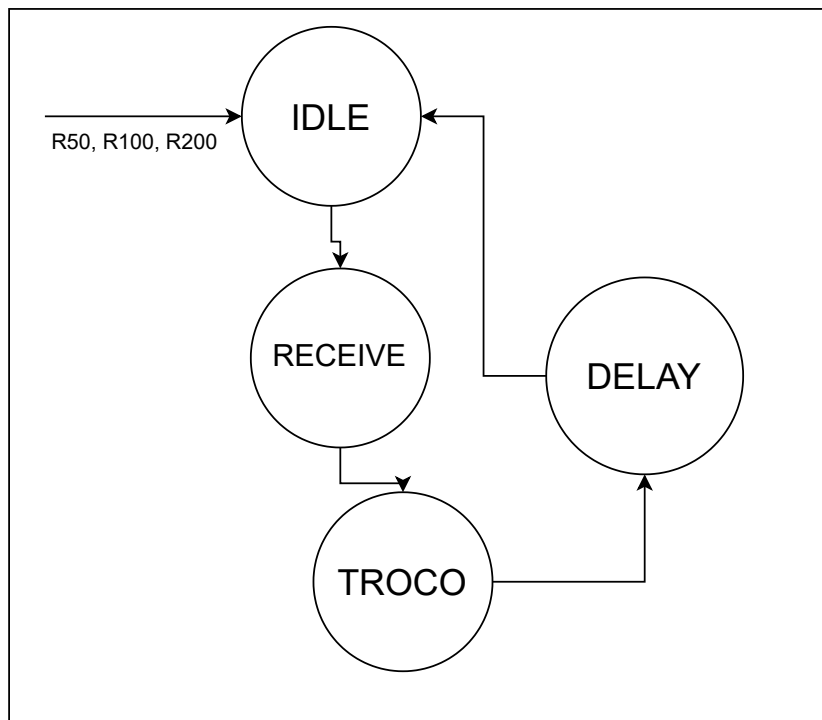 IDLE
R50, R100, R200
RECEIVE
DELAY
TROCO